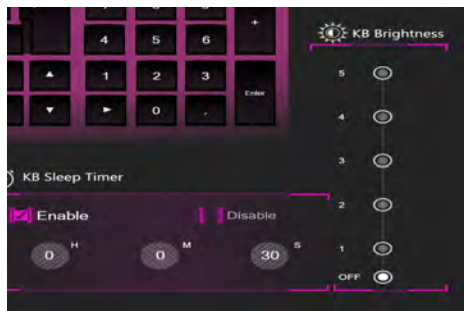 +
KB Brightness
4 5 6
5
1 2 3
Enter
4
0 .
3
KB Sleep Timer
2
Enable Disable
0 H 0 M 30 S
1
OFF